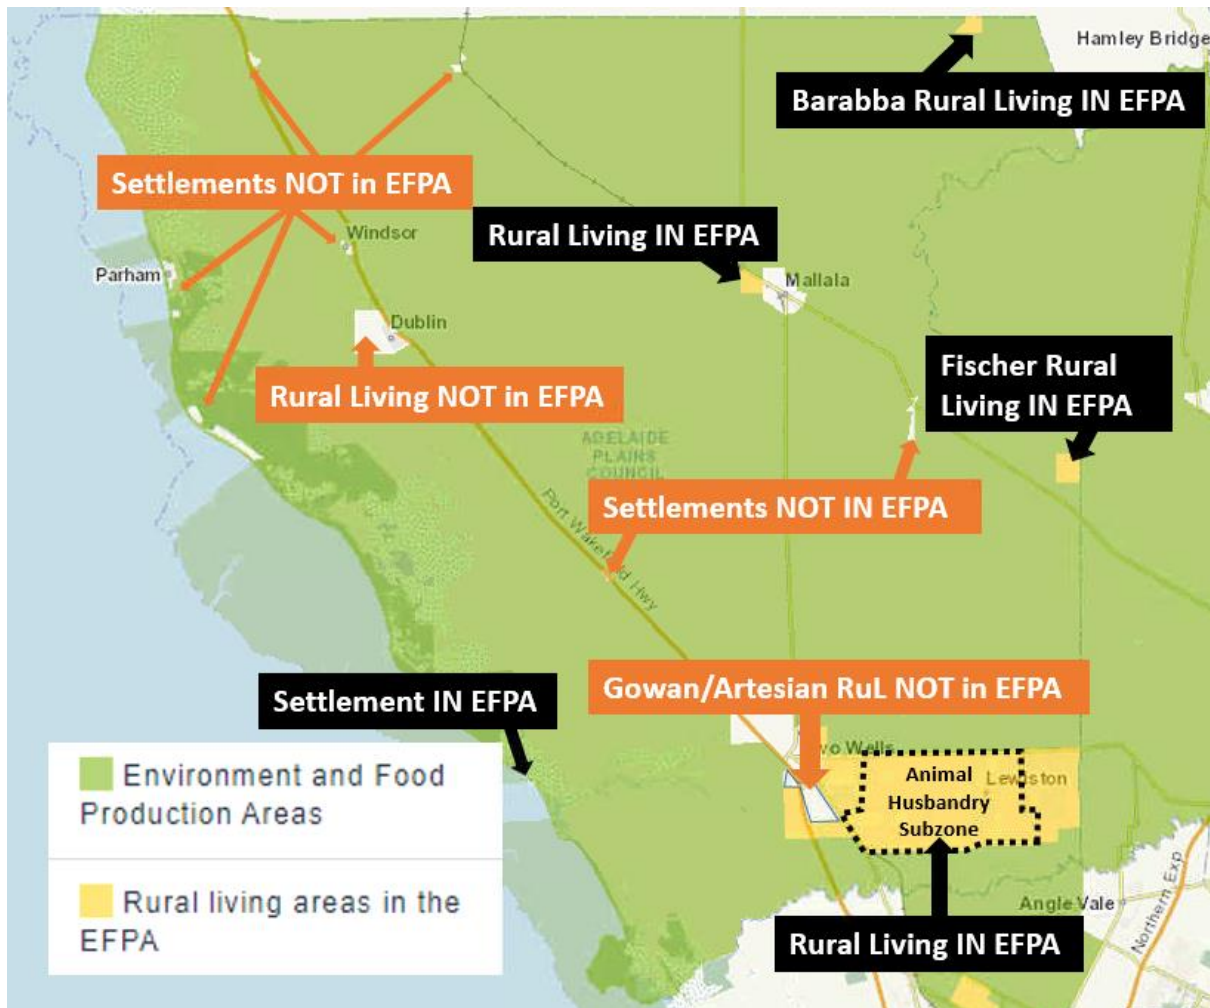 Hamley Bridge
Barabba Rural Living IN EFPA
Settlements NOT in EFPA
Rural Living IN EFPA
Windsor
Parham
Mallala
Dublin
Fischer Rural
Living IN EFPA
Rural Living NOT in EFPA
ADELAIDE
PLAINS
COUNCIL
Settlements NOT IN EFPA
Port Wakefield Hwy
Settlement IN EFPA
Gowan/Artesian RuL NOT in EFPA
wo Wells
Animal
Husbandry
Subzone
Lewiston
Environment and Food
Production Areas
Rural living areas in the
EFPA
Angle Vale
Northern Exp
Rural Living IN EFPA